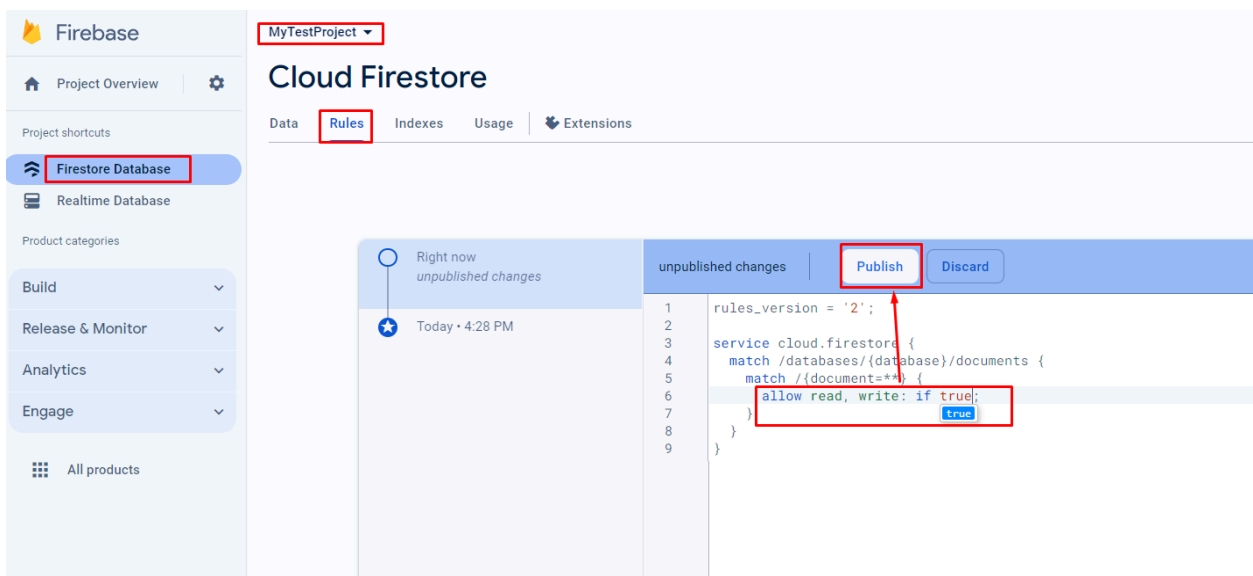 Firebase
Project Overview
Project shortcuts
Firestore Database
Realtime Database
Product categories
Build
Release & Monitor
Analytics
Engage
All products
MyTestProject
Cloud Firestore
Data Rules Indexes Usage Extensions
Right now
unpublished changes
Today • 4:28 PM
unpublished changes Publish Discard
1 rules_version = '2';
2
3 service cloud.firestore {
4 match /databases/{database}/documents {
5 match /{document=**} {
6 allow read, write: if true;
7 }
true
8 }
9 }